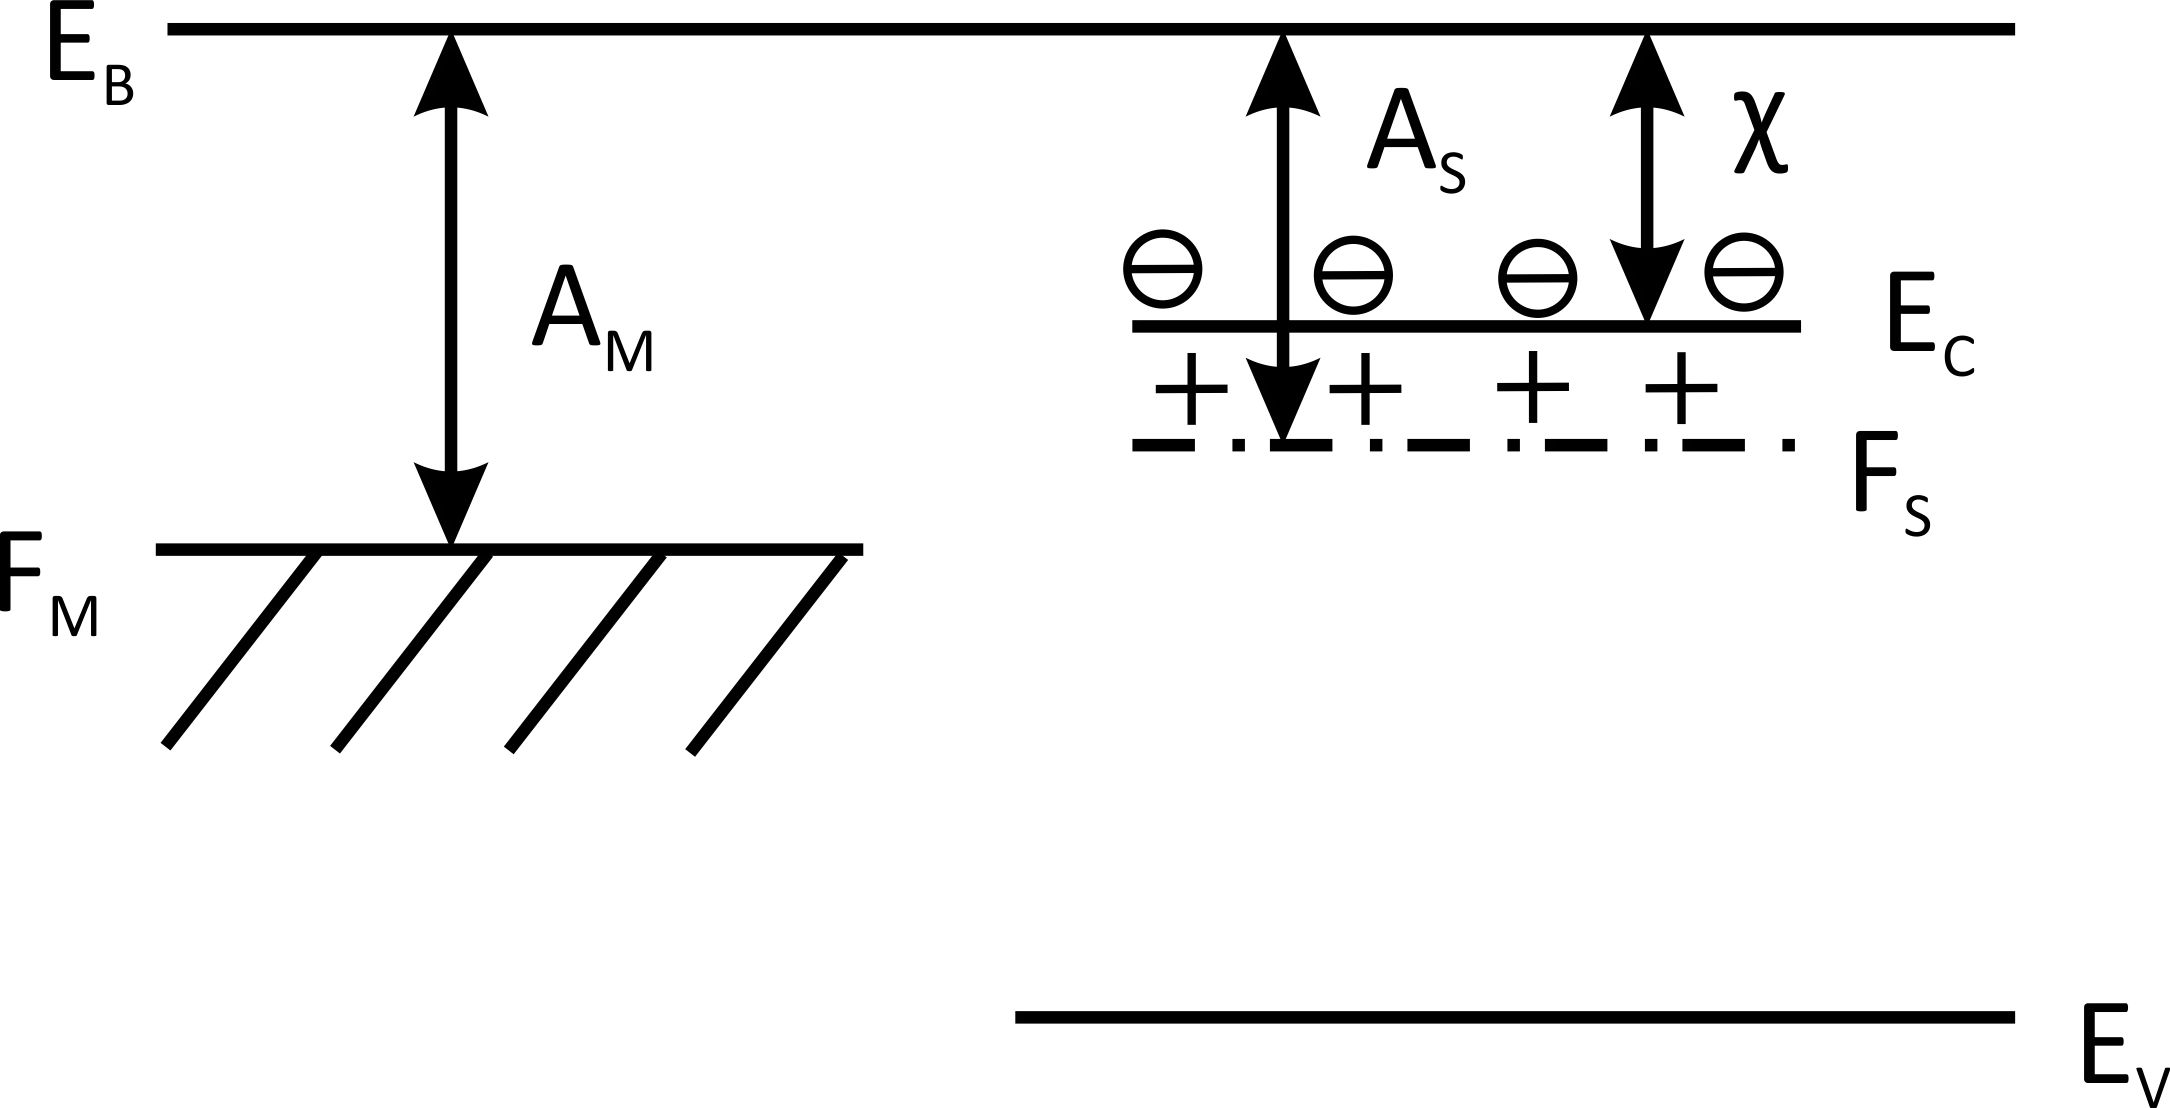 E_B
A_S
χ
A_M
E_C
F_S
F_M
E_V